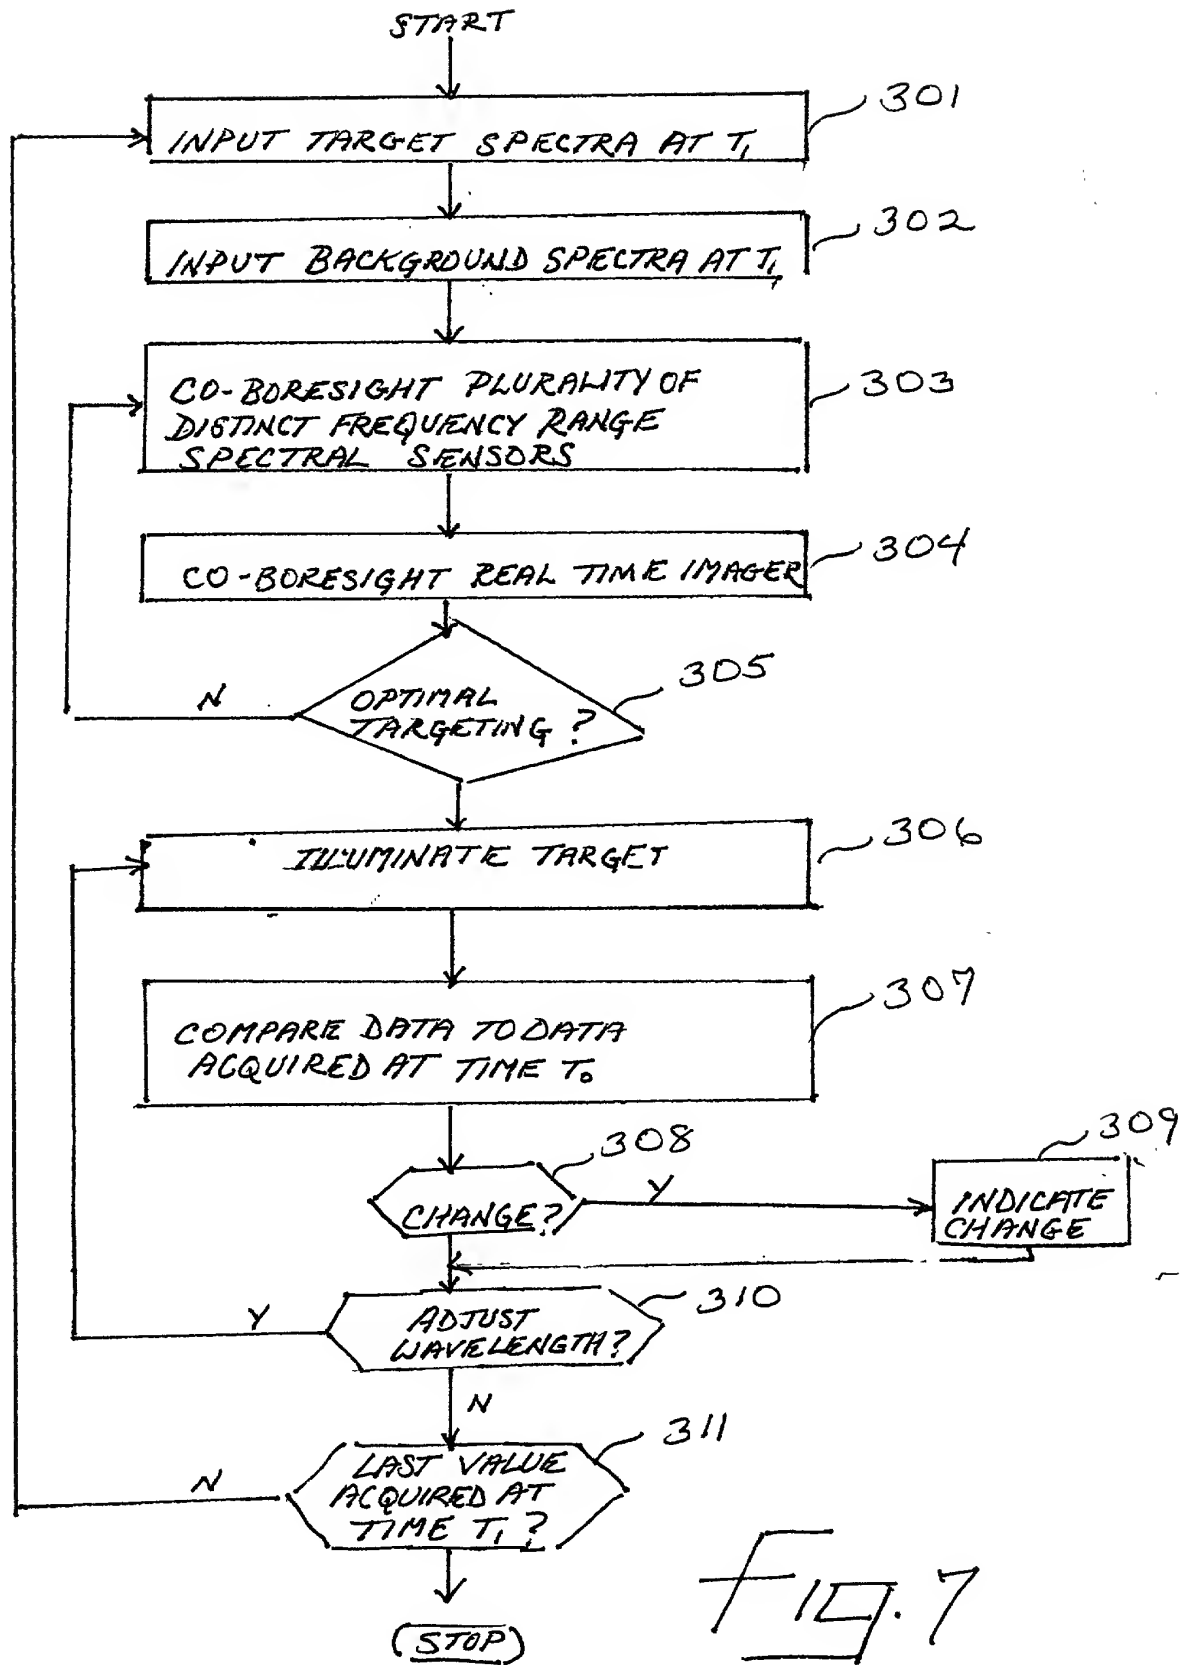 START
301
INPUT TARGET SPECTRA AT T₁
302
INPUT BACKGROUND SPECTRA AT T₁
CO-BORESIGHT PLURALITY OF
DISTINCT FREQUENCY RANGE
SPECTRAL SENSORS
303
304
CO-BORESIGHT REAL TIME IMAGER
305
N
OPTIMAL
TARGETING?
306
ILLUMINATE TARGET
307
COMPARE DATA TO DATA
ACQUIRED AT TIME T₀
308
309
CHANGE?
Y
INDICATE
CHANGE
310
Y
ADJUST
WAVELENGTH?
N
311
N
LAST VALUE
ACQUIRED AT
TIME T₁?
(STOP)
Fig. 7